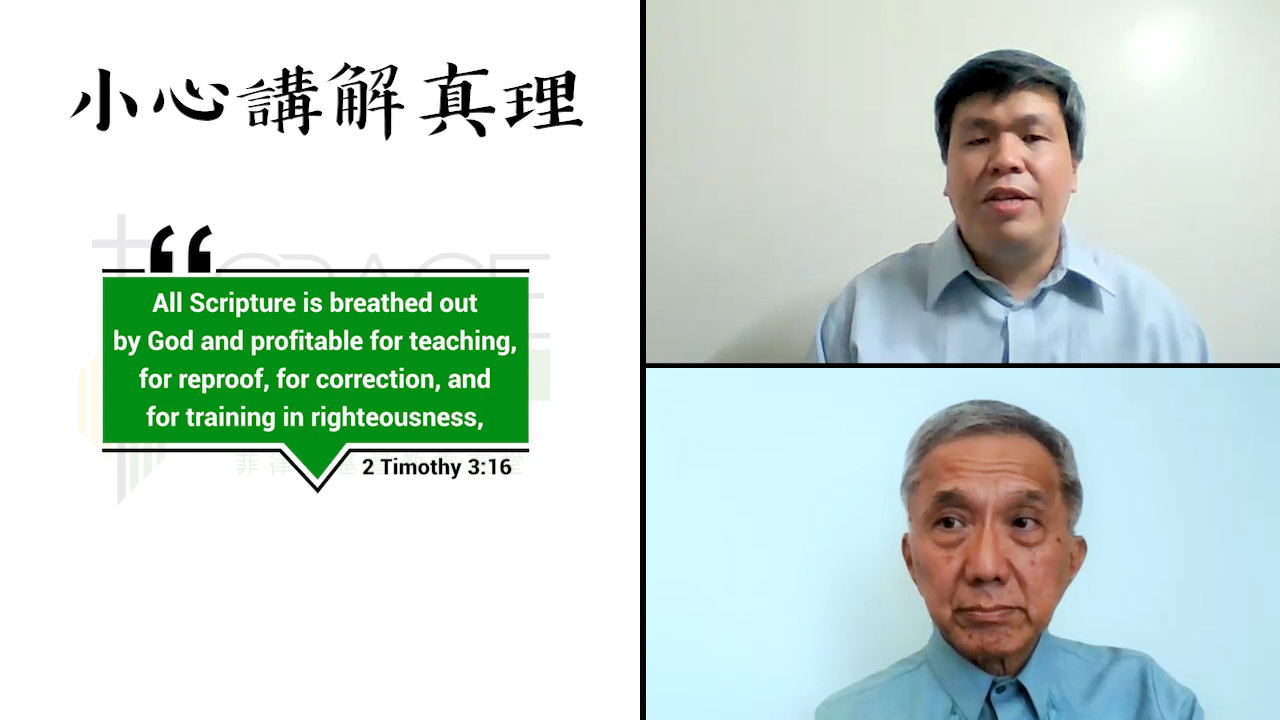 小心講解真理
GRACE
All Scripture is breathed out
by God and profitable for teaching,
for reproof, for correction, and
for training in righteousness,
2 Timothy 3:16